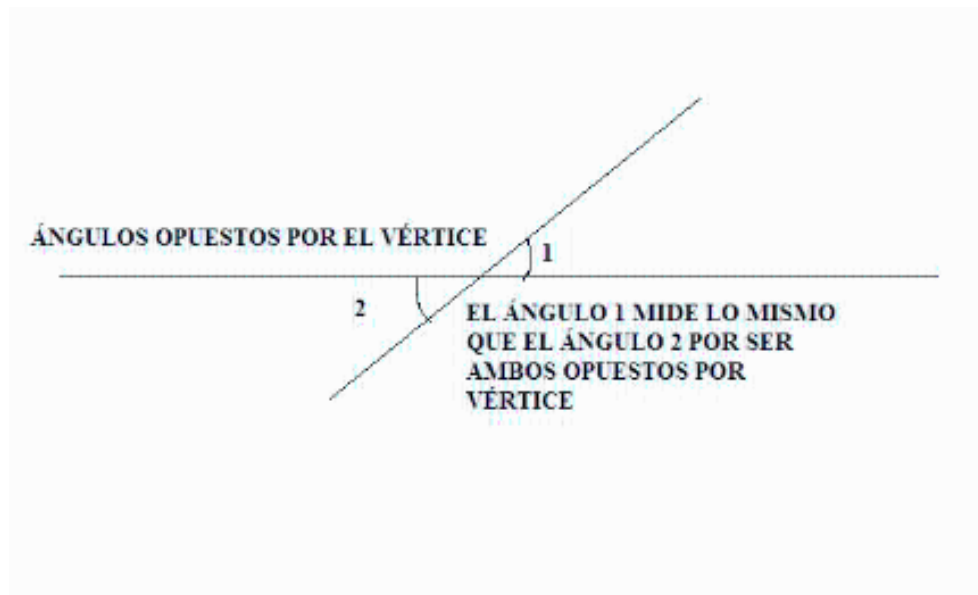 ÁNGULOS OPUESTOS POR EL VÉRTICE
1
2
EL ÁNGULO 1 MIDE LO MISMO
QUE EL ÁNGULO 2 POR SER
AMBOS OPUESTOS POR
VÉRTICE